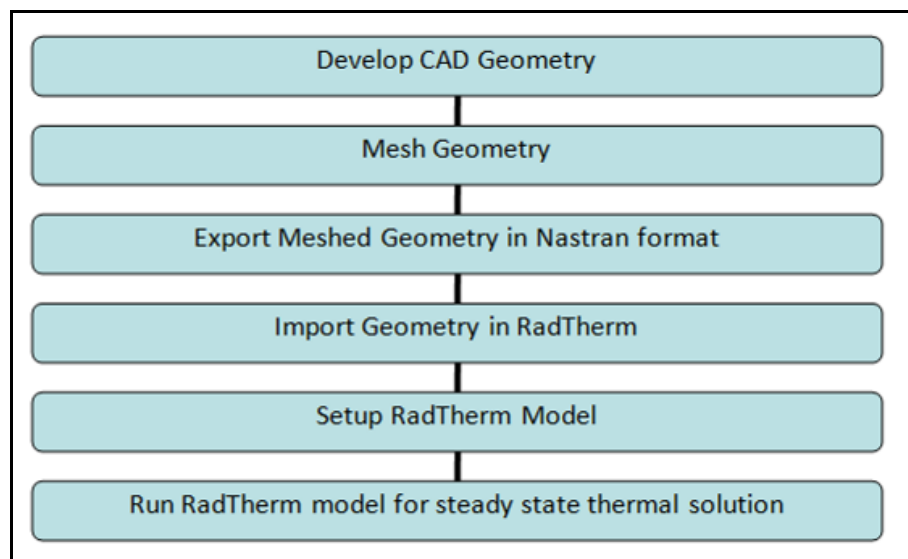 Develop CAD Geometry
Mesh Geometry
Export Meshed Geometry in Nastran format
Import Geometry in RadTherm
Setup RadTherm Model
Run RadTherm model for steady state thermal solution